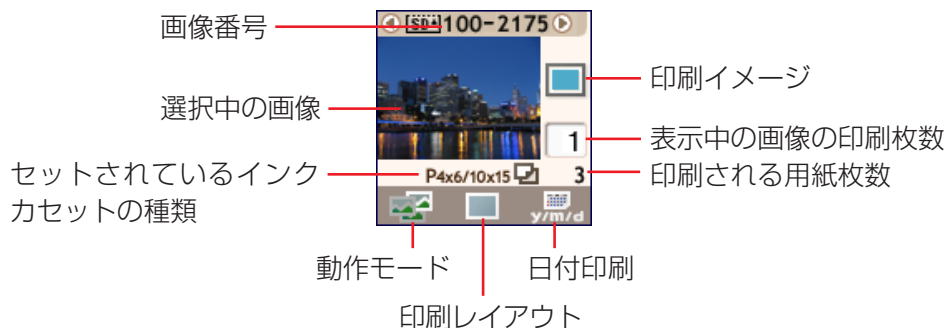 画像番号
SD 100-2175
選択中の画像
印刷イメージ
1
表示中の画像の印刷枚数
セットされているインク
カセットの種類
P4x6/10x15
3
印刷される用紙枚数
y/m/d
動作モード
日付印刷
印刷レイアウト